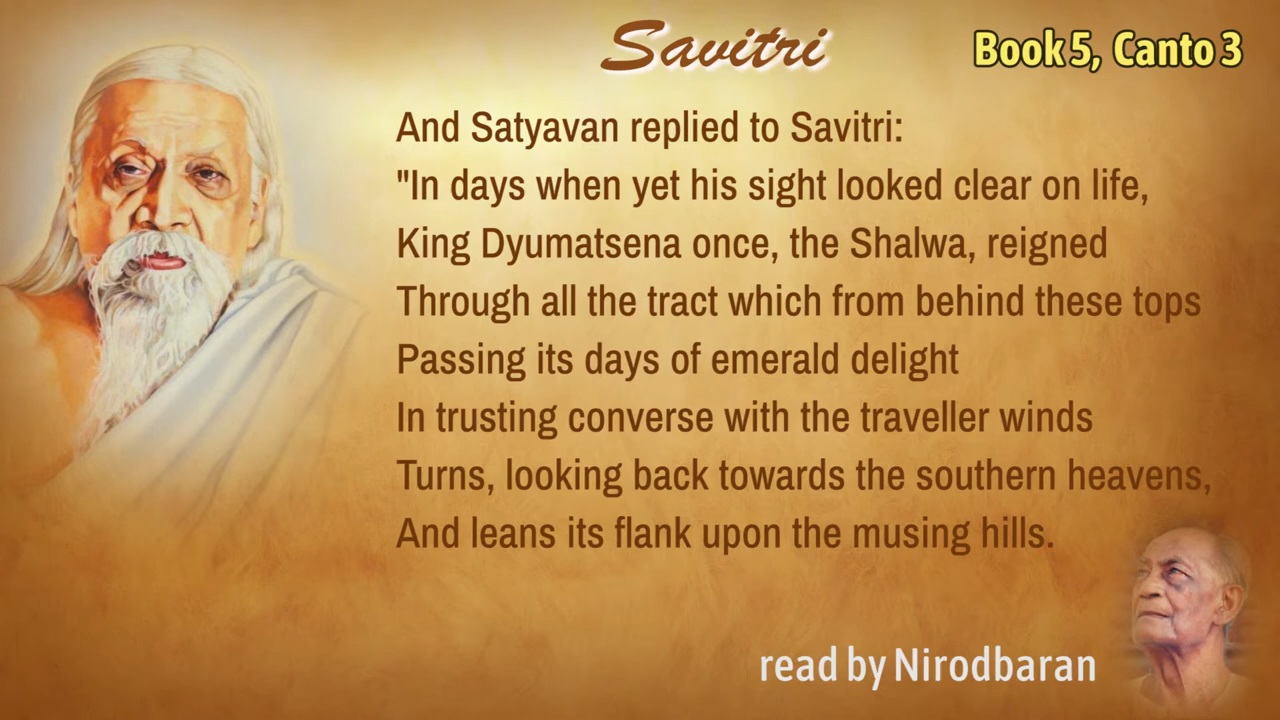 Savitri
Book 5, Canto 3
And Satyavan replied to Savitri:
"In days when yet his sight looked clear on life,
King Dyumatsena once, the Shalwa, reigned
Through all the tract which from behind these tops
Passing its days of emerald delight
In trusting converse with the traveller winds
Turns, looking back towards the southern heavens,
And leans its flank upon the musing hills.
read by Nirodbaran